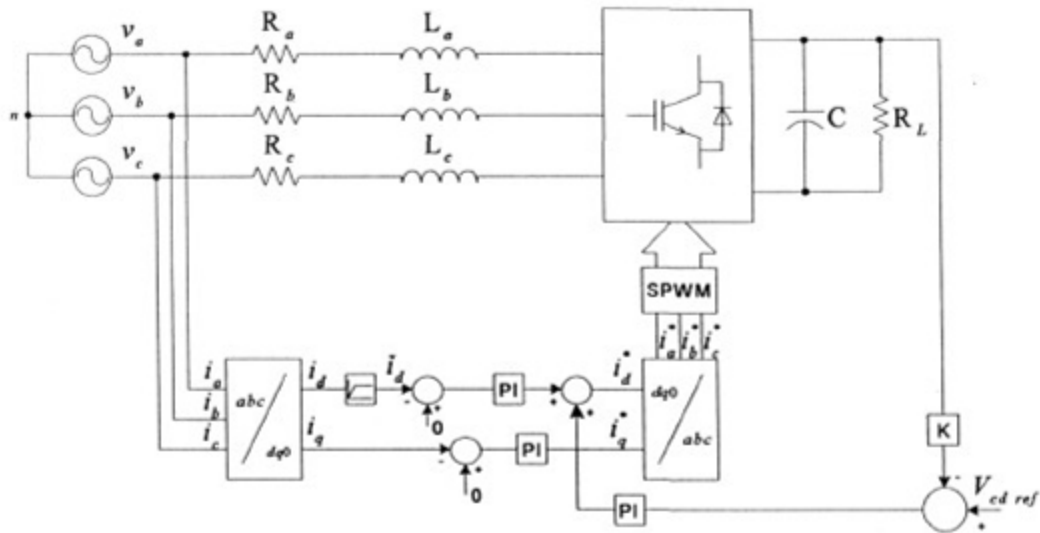 v_a R_a L_a
v_b R_b L_b
n
v_c R_c L_c
C R_L
SPWM
i_a^* i_b^* i_c^*
i_a i_d ĩ_d i_d^*
abc PI + + dq0
i_b - + 0 +
i_c i_q i_q^*
dq0 - + PI abc
0
K
- V_cd ref
PI +